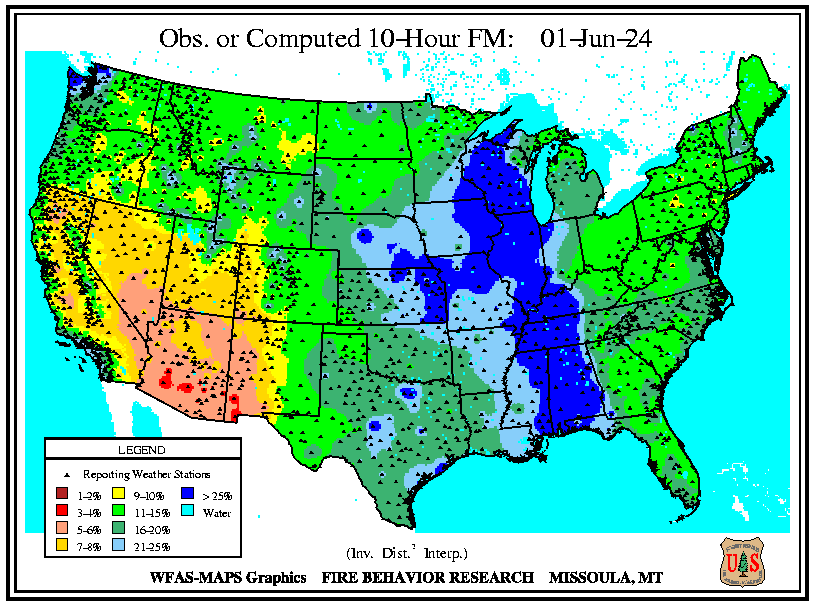 Obs. or Computed 10-Hour FM: 01-Jun-24
LEGEND
Reporting Weather Stations
1-2% 9-10% > 25%
3-4% 11-15% Water
5-6% 16-20%
7-8% 21-25%
(Inv. Dist.² Interp.)
WFAS-MAPS Graphics FIRE BEHAVIOR RESEARCH MISSOULA, MT
U S